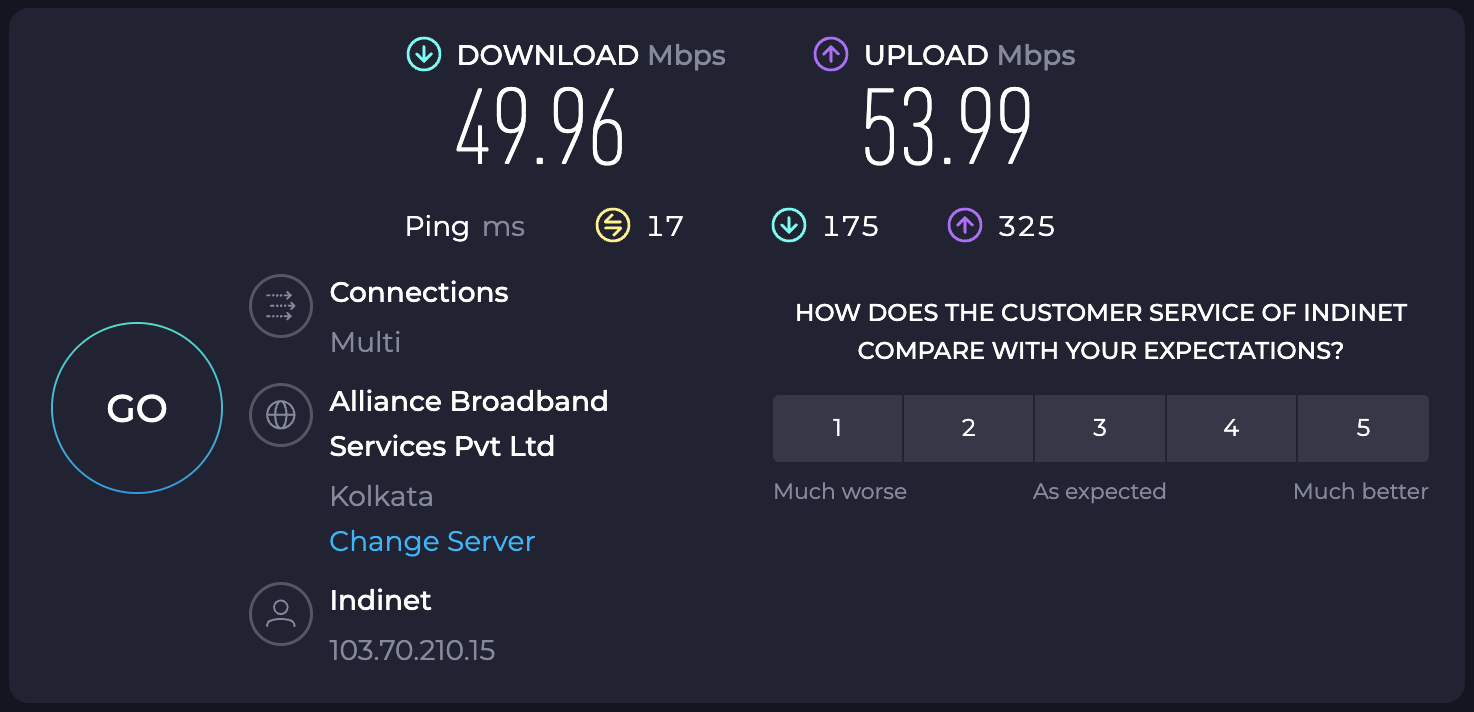 DOWNLOAD Mbps
49.96
UPLOAD Mbps
53.99
Ping ms 17 175 325
GO
Connections
Multi
Alliance Broadband
Services Pvt Ltd
Kolkata
Change Server
Indinet
103.70.210.15
HOW DOES THE CUSTOMER SERVICE OF INDINET
COMPARE WITH YOUR EXPECTATIONS?
1 2 3 4 5
Much worse As expected Much better